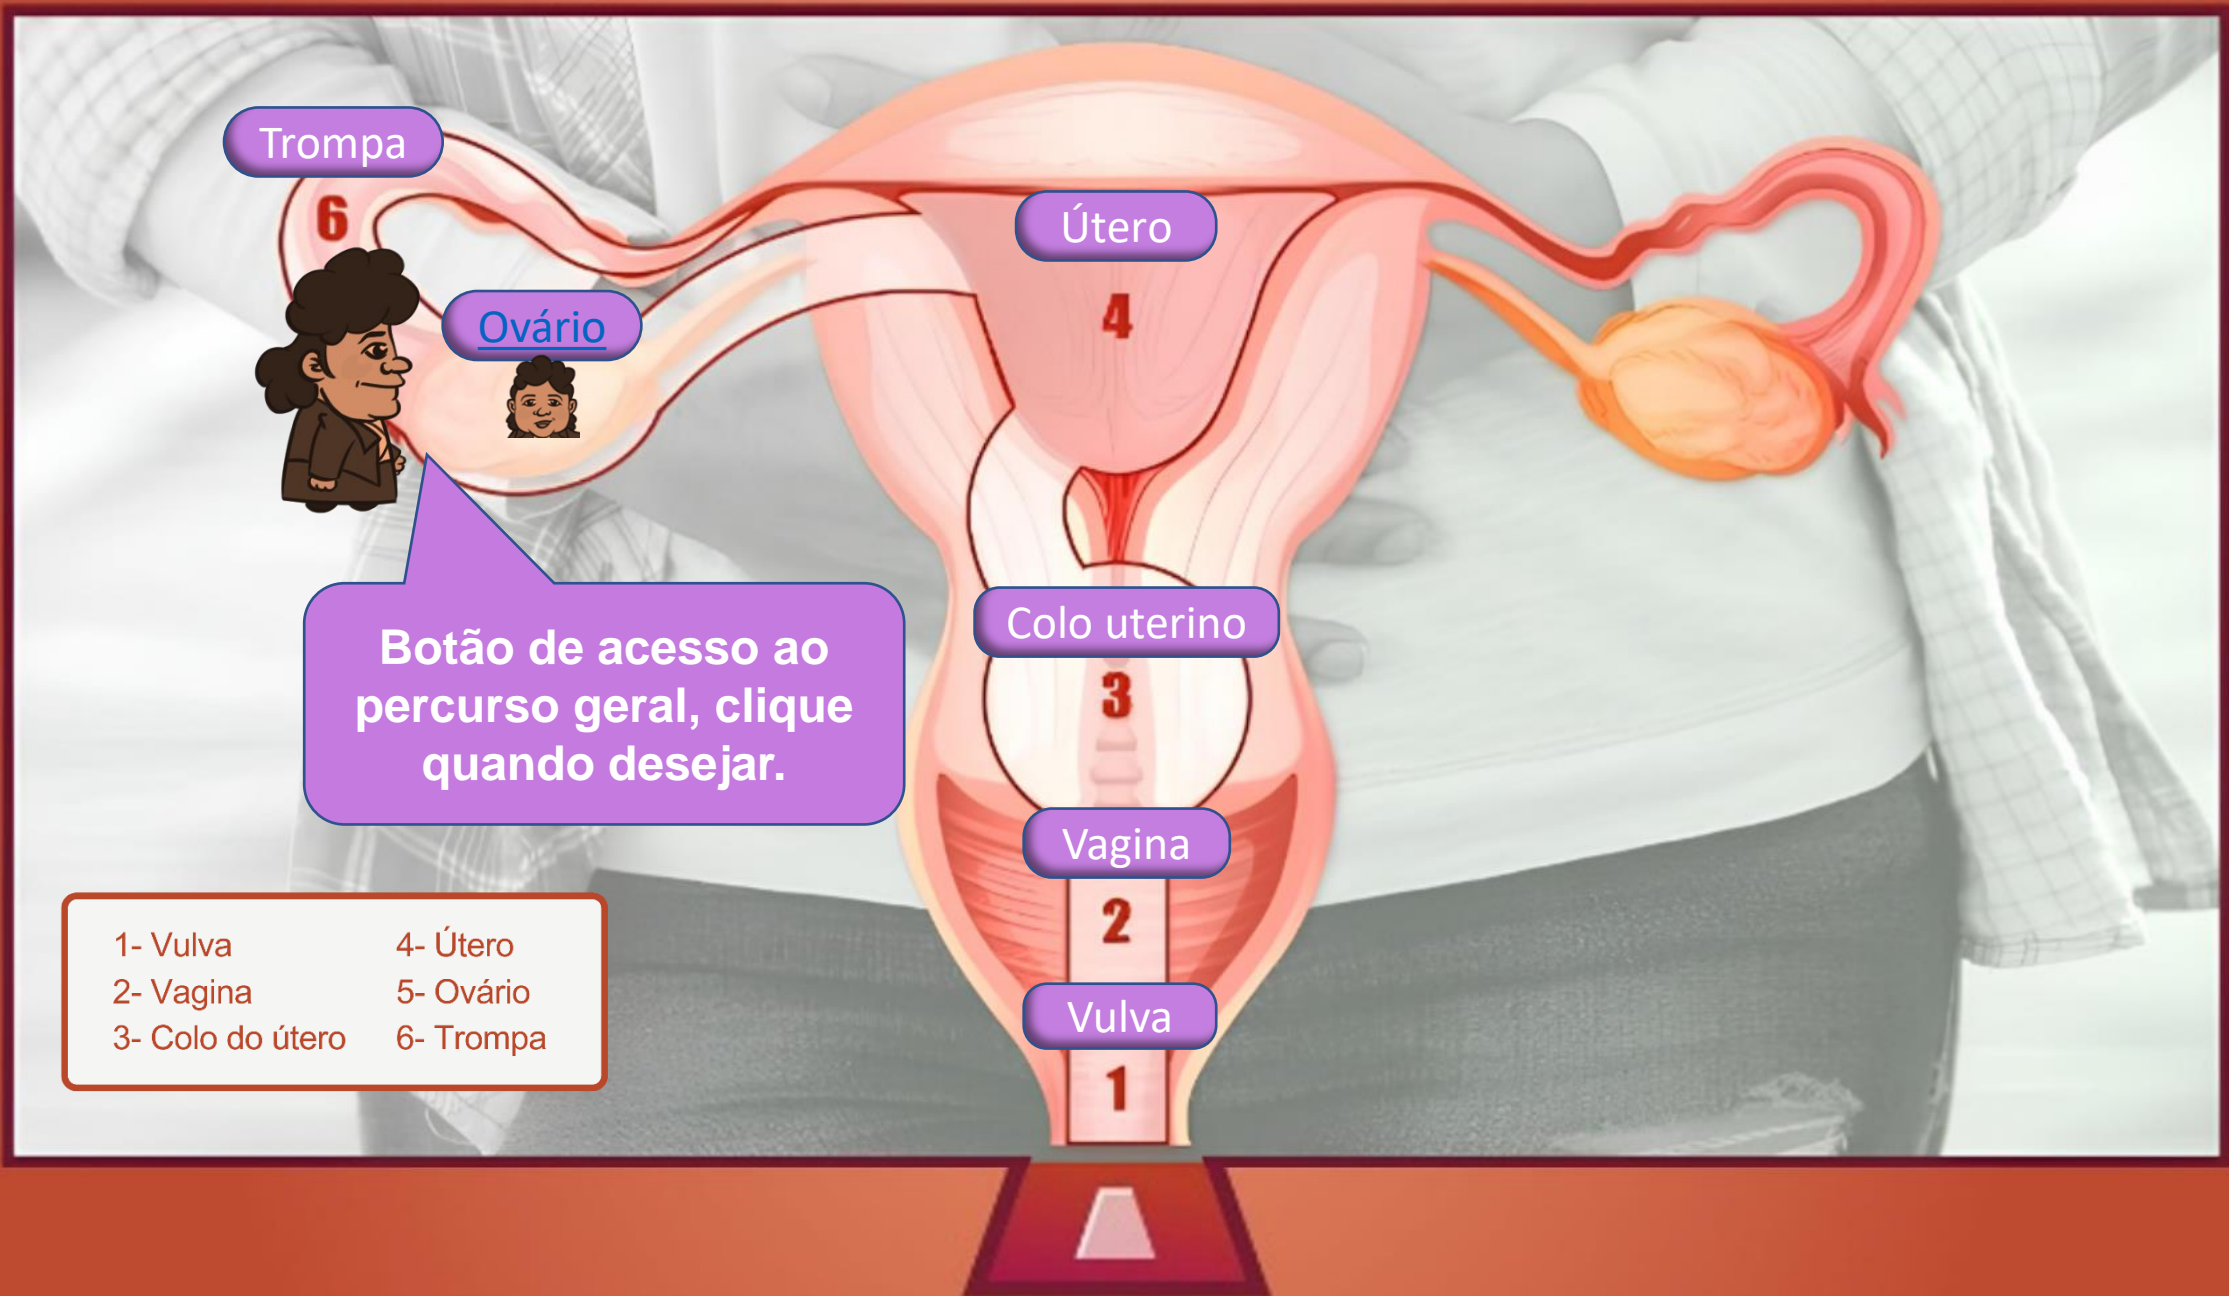 Trompa
6
Útero
Ovário
4
Botão de acesso ao
percurso geral, clique
quando desejar.
Colo uterino
3
Vagina
2
Vulva
1
1- Vulva
2- Vagina
3- Colo do útero
4- Útero
5- Ovário
6- Trompa